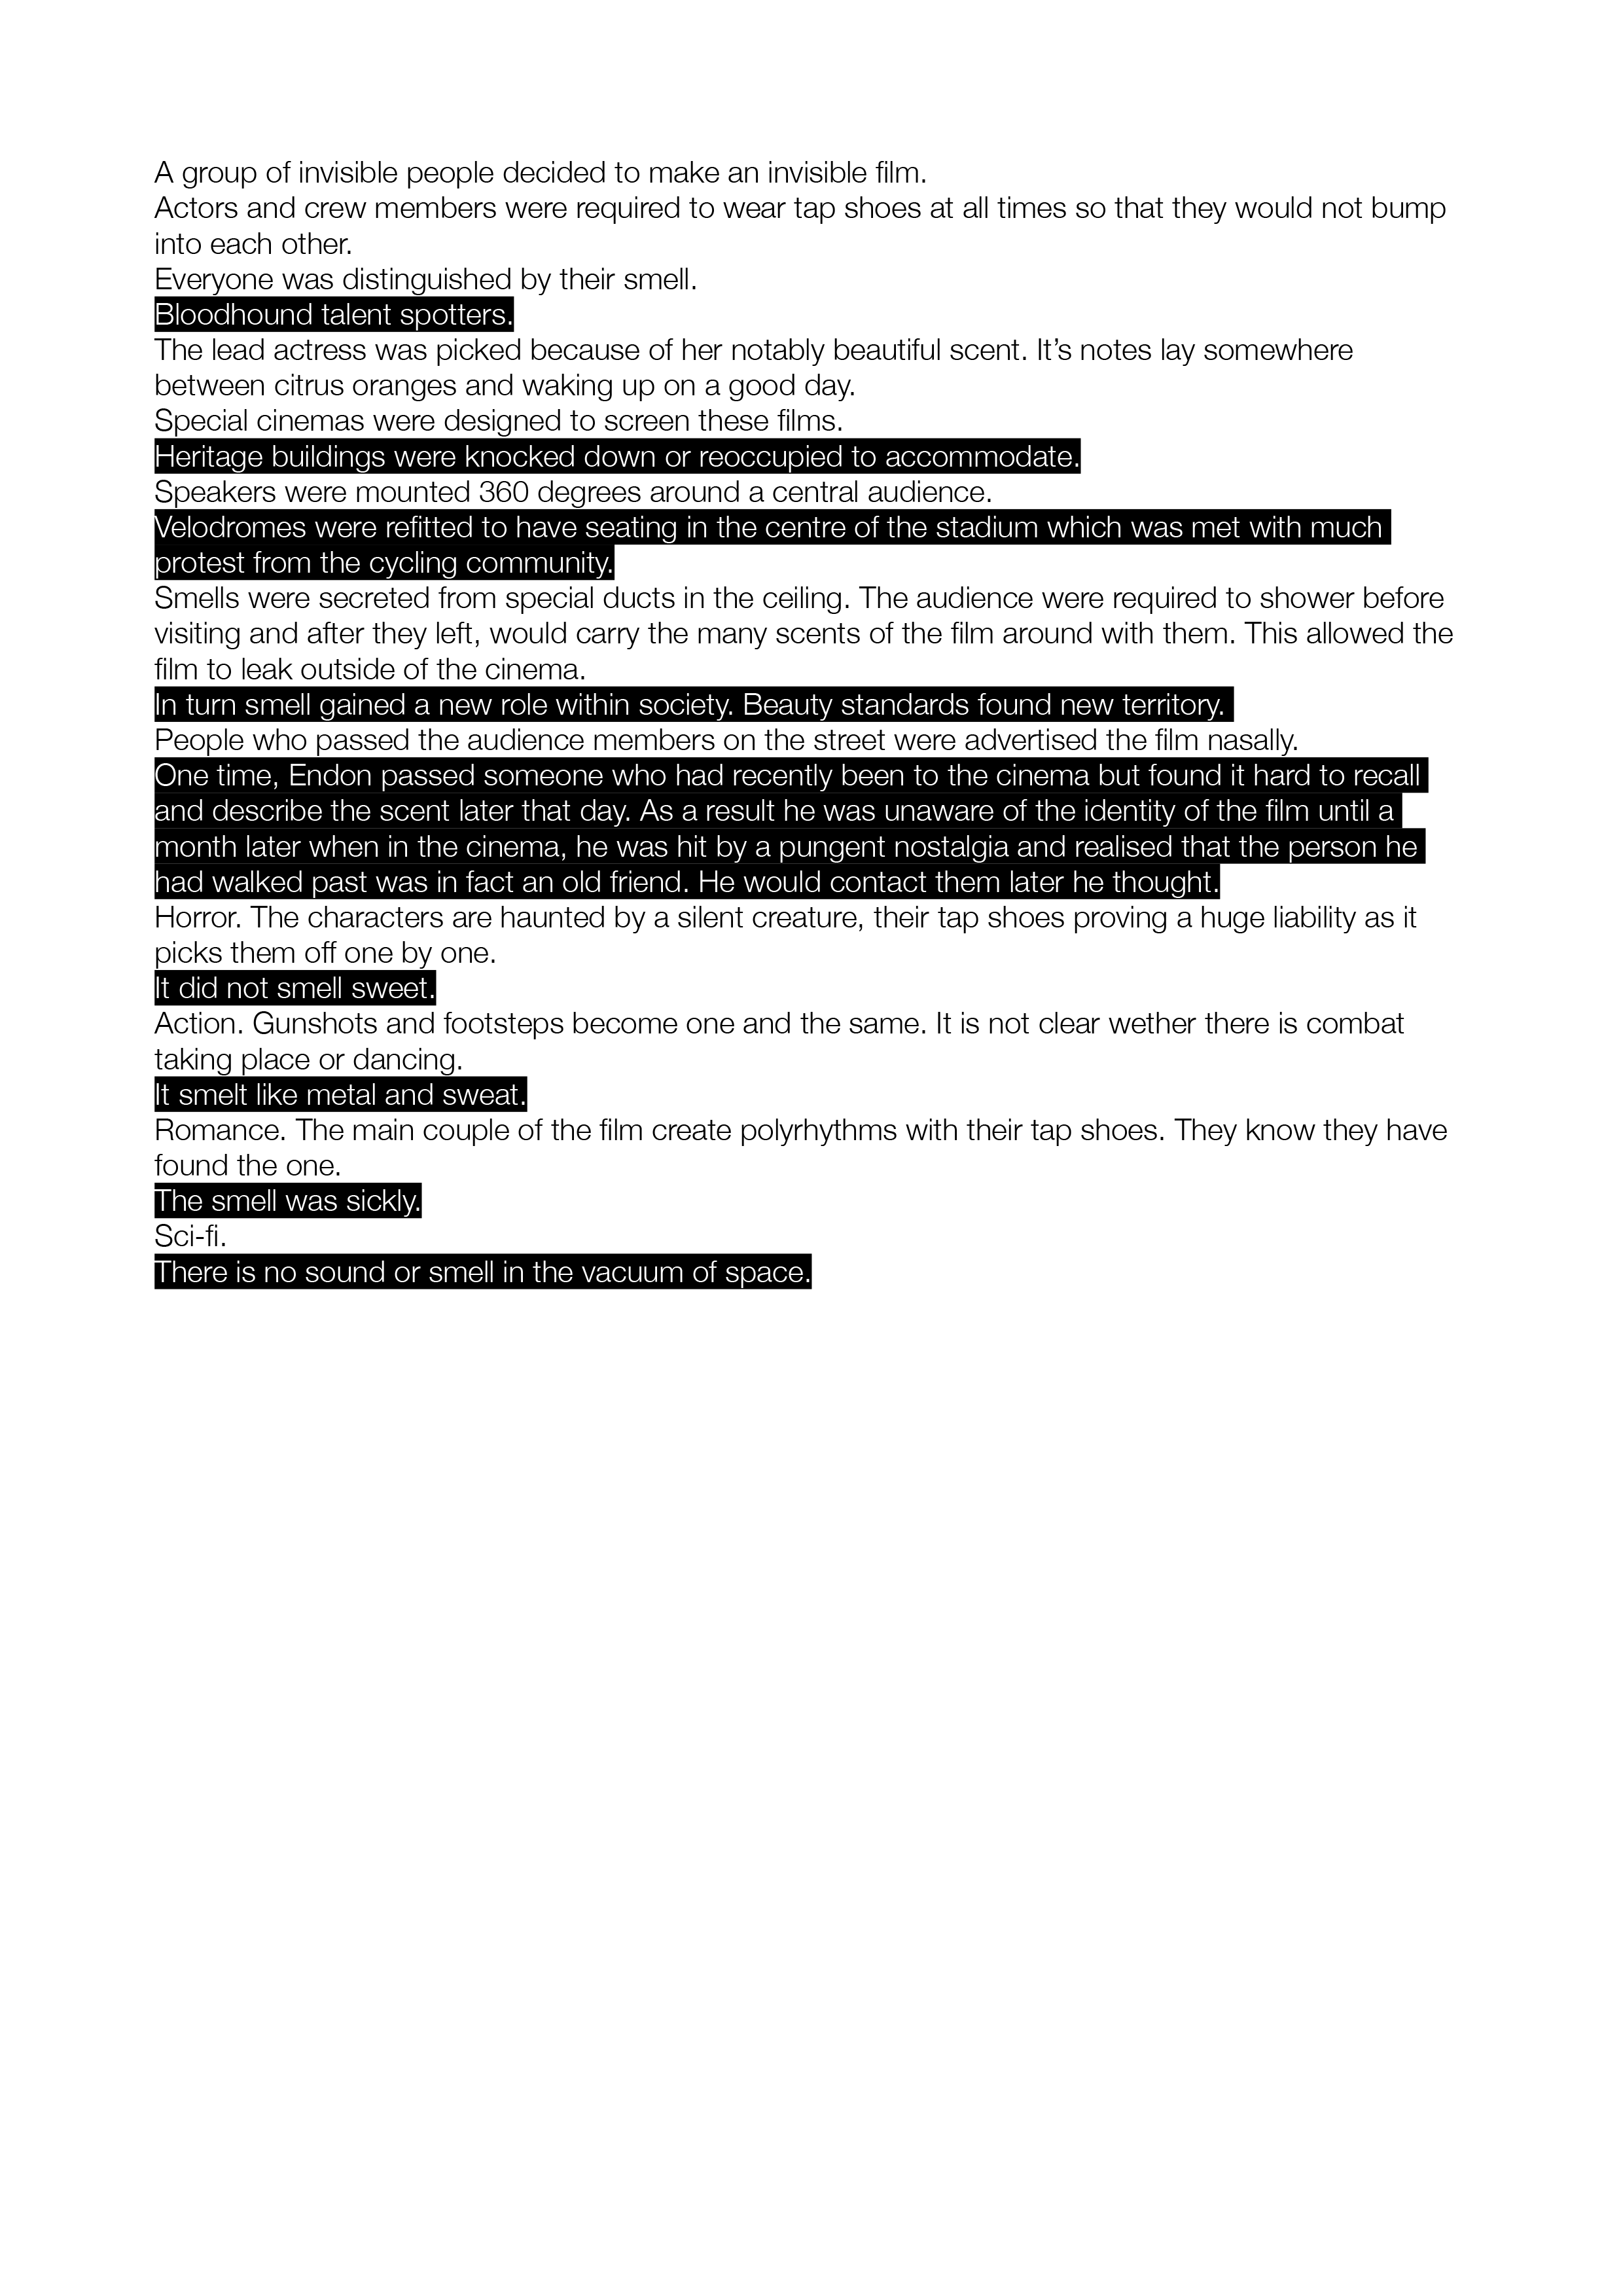 A group of invisible people decided to make an invisible film.
Actors and crew members were required to wear tap shoes at all times so that they would not bump
into each other.
Everyone was distinguished by their smell.
Bloodhound talent spotters.
The lead actress was picked because of her notably beautiful scent. It’s notes lay somewhere
between citrus oranges and waking up on a good day.
Special cinemas were designed to screen these films.
Heritage buildings were knocked down or reoccupied to accommodate.
Speakers were mounted 360 degrees around a central audience.
Velodromes were refitted to have seating in the centre of the stadium which was met with much
protest from the cycling community.
Smells were secreted from special ducts in the ceiling. The audience were required to shower before
visiting and after they left, would carry the many scents of the film around with them. This allowed the
film to leak outside of the cinema.
In turn smell gained a new role within society. Beauty standards found new territory.
People who passed the audience members on the street were advertised the film nasally.
One time, Endon passed someone who had recently been to the cinema but found it hard to recall
and describe the scent later that day. As a result he was unaware of the identity of the film until a
month later when in the cinema, he was hit by a pungent nostalgia and realised that the person he
had walked past was in fact an old friend. He would contact them later he thought.
Horror. The characters are haunted by a silent creature, their tap shoes proving a huge liability as it
picks them off one by one.
It did not smell sweet.
Action. Gunshots and footsteps become one and the same. It is not clear wether there is combat
taking place or dancing.
It smelt like metal and sweat.
Romance. The main couple of the film create polyrhythms with their tap shoes. They know they have
found the one.
The smell was sickly.
Sci-fi.
There is no sound or smell in the vacuum of space.